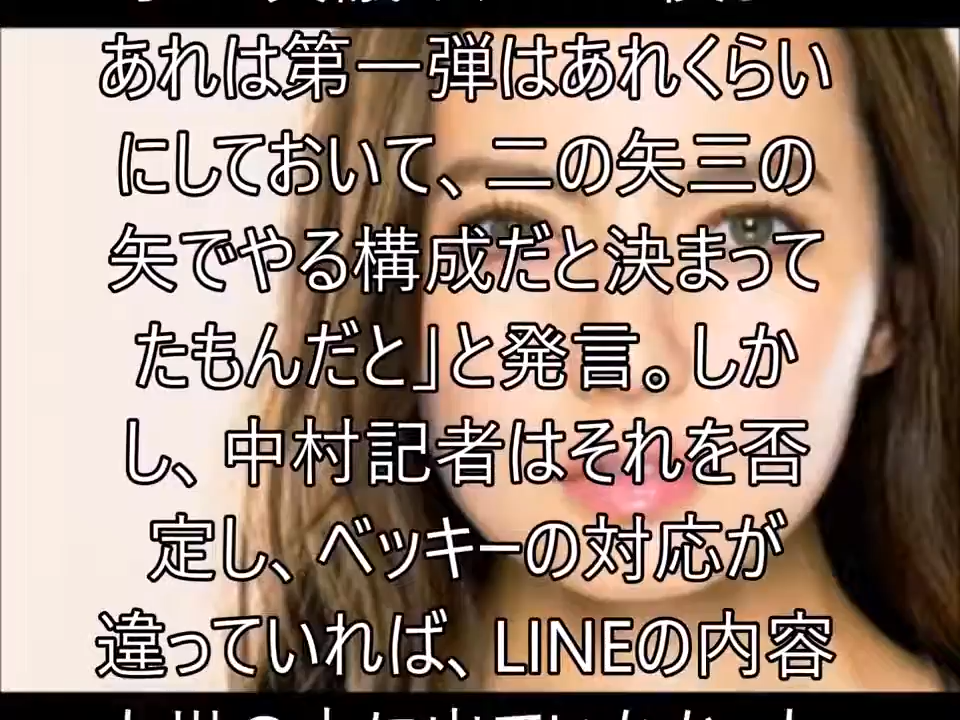 あれは第一弾はあれくらい
にしておいて、二の矢三の
矢でやる構成だと決まって
たもんだと」と発言。しか
し、中村記者はそれを否
定し、ベッキーの対応が
違っていれば、LINEの内容